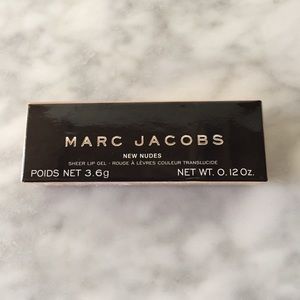 MARC JACOBS
NEW NUDES
SHEER LIP GEL · ROUGE À LÈVRES COULEUR TRANSLUCIDE
POIDS NET 3.6g NET WT. 0.12 Oz.